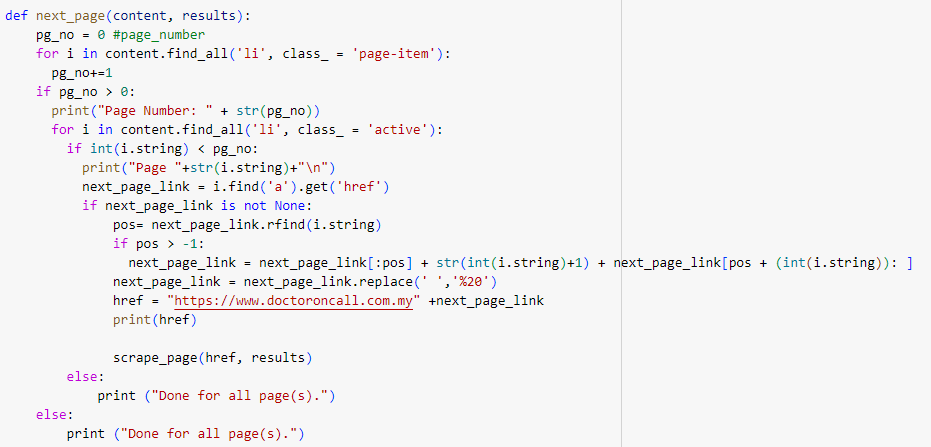 def next_page(content, results):
    pg_no = 0 #page_number
    for i in content.find_all('li', class_ = 'page-item'):
      pg_no+=1
    if pg_no > 0:
      print("Page Number: " + str(pg_no))
      for i in content.find_all('li', class_ = 'active'):
        if int(i.string) < pg_no:
          print("Page "+str(i.string)+"\n")
          next_page_link = i.find('a').get('href')
          if next_page_link is not None:
              pos= next_page_link.rfind(i.string)
              if pos > -1:
                next_page_link = next_page_link[:pos] + str(int(i.string)+1) + next_page_link[pos + (int(i.string)): ]
              next_page_link = next_page_link.replace(' ','%20')
              href = "https://www.doctoroncall.com.my" +next_page_link
              print(href)

              scrape_page(href, results)
        else:
            print ("Done for all page(s).")
    else:
        print ("Done for all page(s).")